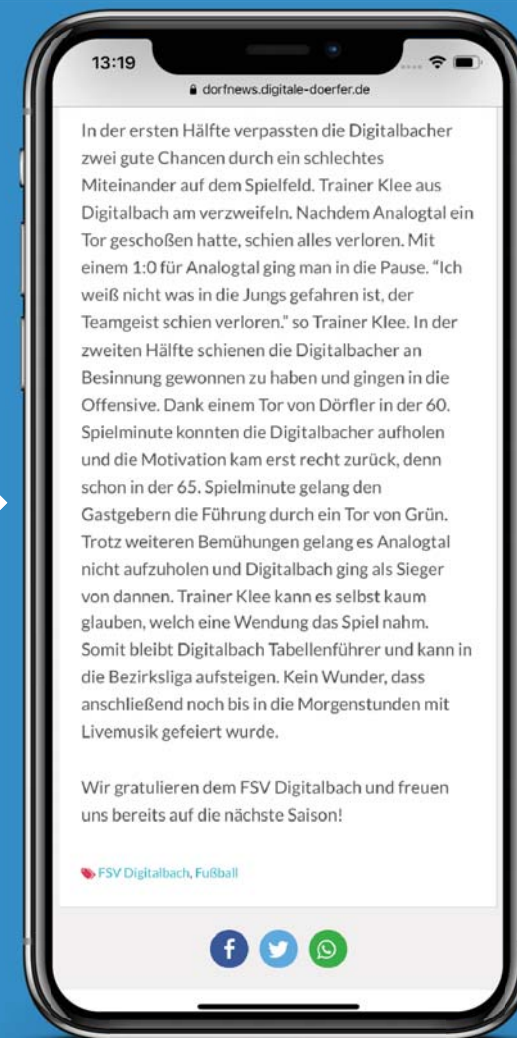 13:19
dorfnews.digitale-doerfer.de
In der ersten Hälfte verpassten die Digitalbacher
zwei gute Chancen durch ein schlechtes
Miteinander auf dem Spielfeld. Trainer Klee aus
Digitalbach am verzweifeln. Nachdem Analogtal ein
Tor geschoßen hatte, schien alles verloren. Mit
einem 1:0 für Analogtal ging man in die Pause. "Ich
weiß nicht was in die Jungs gefahren ist, der
Teamgeist schien verloren." so Trainer Klee. In der
zweiten Hälfte schienen die Digitalbacher an
Besinnung gewonnen zu haben und gingen in die
Offensive. Dank einem Tor von Dörfler in der 60.
Spielminute konnten die Digitalbacher aufholen
und die Motivation kam erst recht zurück, denn
schon in der 65. Spielminute gelang den
Gastgebern die Führung durch ein Tor von Grün.
Trotz weiteren Bemühungen gelang es Analogtal
nicht aufzuholen und Digitalbach ging als Sieger
von dannen. Trainer Klee kann es selbst kaum
glauben, welch eine Wendung das Spiel nahm.
Somit bleibt Digitalbach Tabellenführer und kann in
die Bezirksliga aufsteigen. Kein Wunder, dass
anschließend noch bis in die Morgenstunden mit
Livemusik gefeiert wurde.
Wir gratulieren dem FSV Digitalbach und freuen
uns bereits auf die nächste Saison!
FSV Digitalbach, Fußball